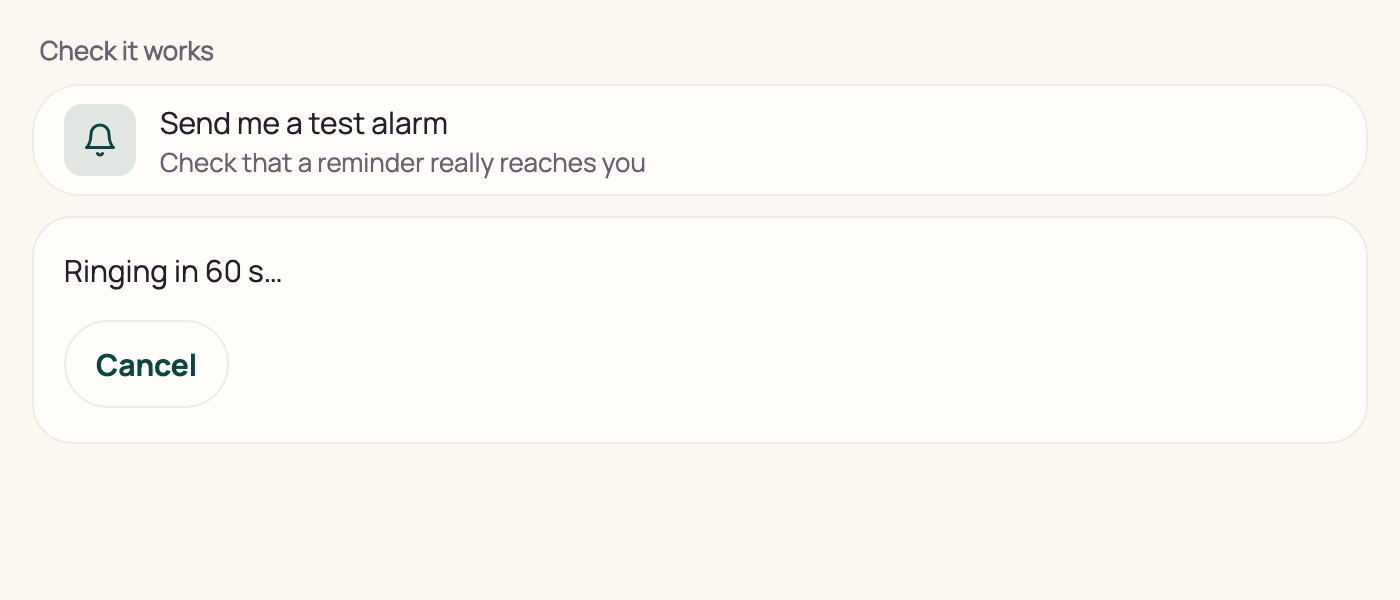 Check it works
Send me a test alarm
Check that a reminder really reaches you
Ringing in 60 s…
Cancel